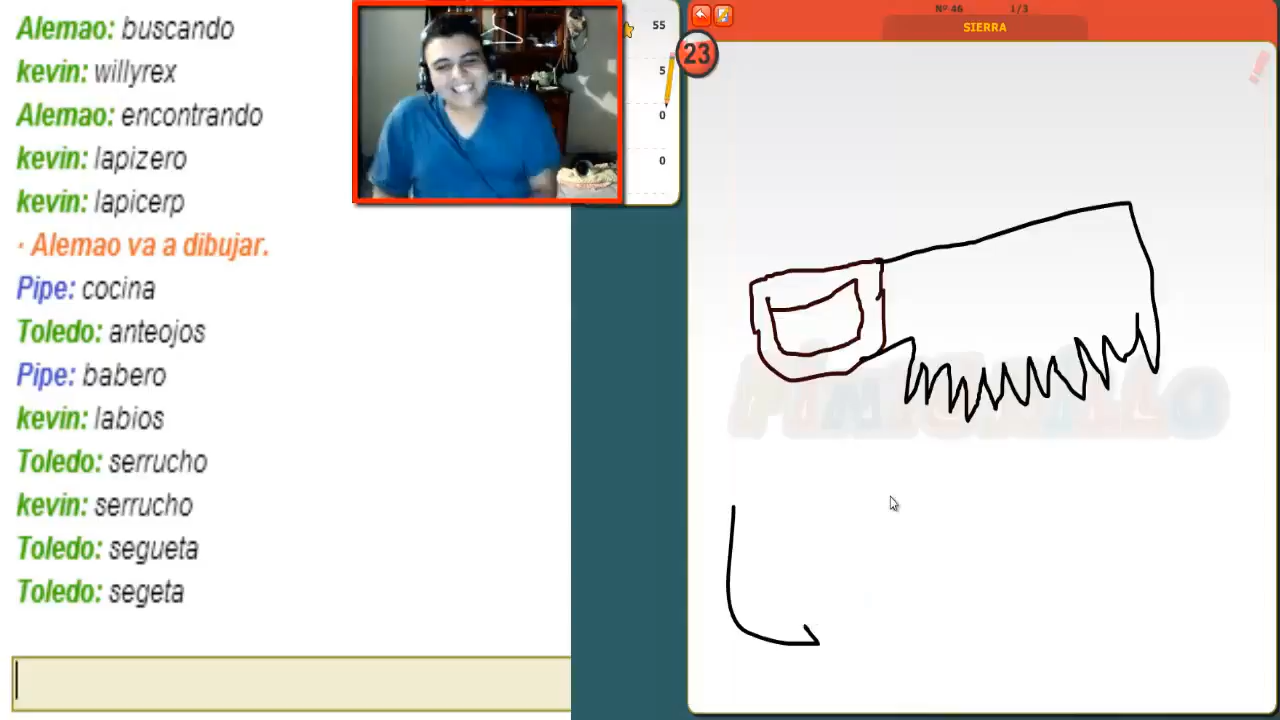 Alemao: buscando
kevin: willyrex
Alemao: encontrando
kevin: lapizero
kevin: lapicerp
· Alemao va a dibujar.
Pipe: cocina
Toledo: anteojos
Pipe: babero
kevin: labios
Toledo: serrucho
kevin: serrucho
Toledo: segueta
Toledo: segeta
55
5
0
0
23
Nº 46 1/3
SIERRA